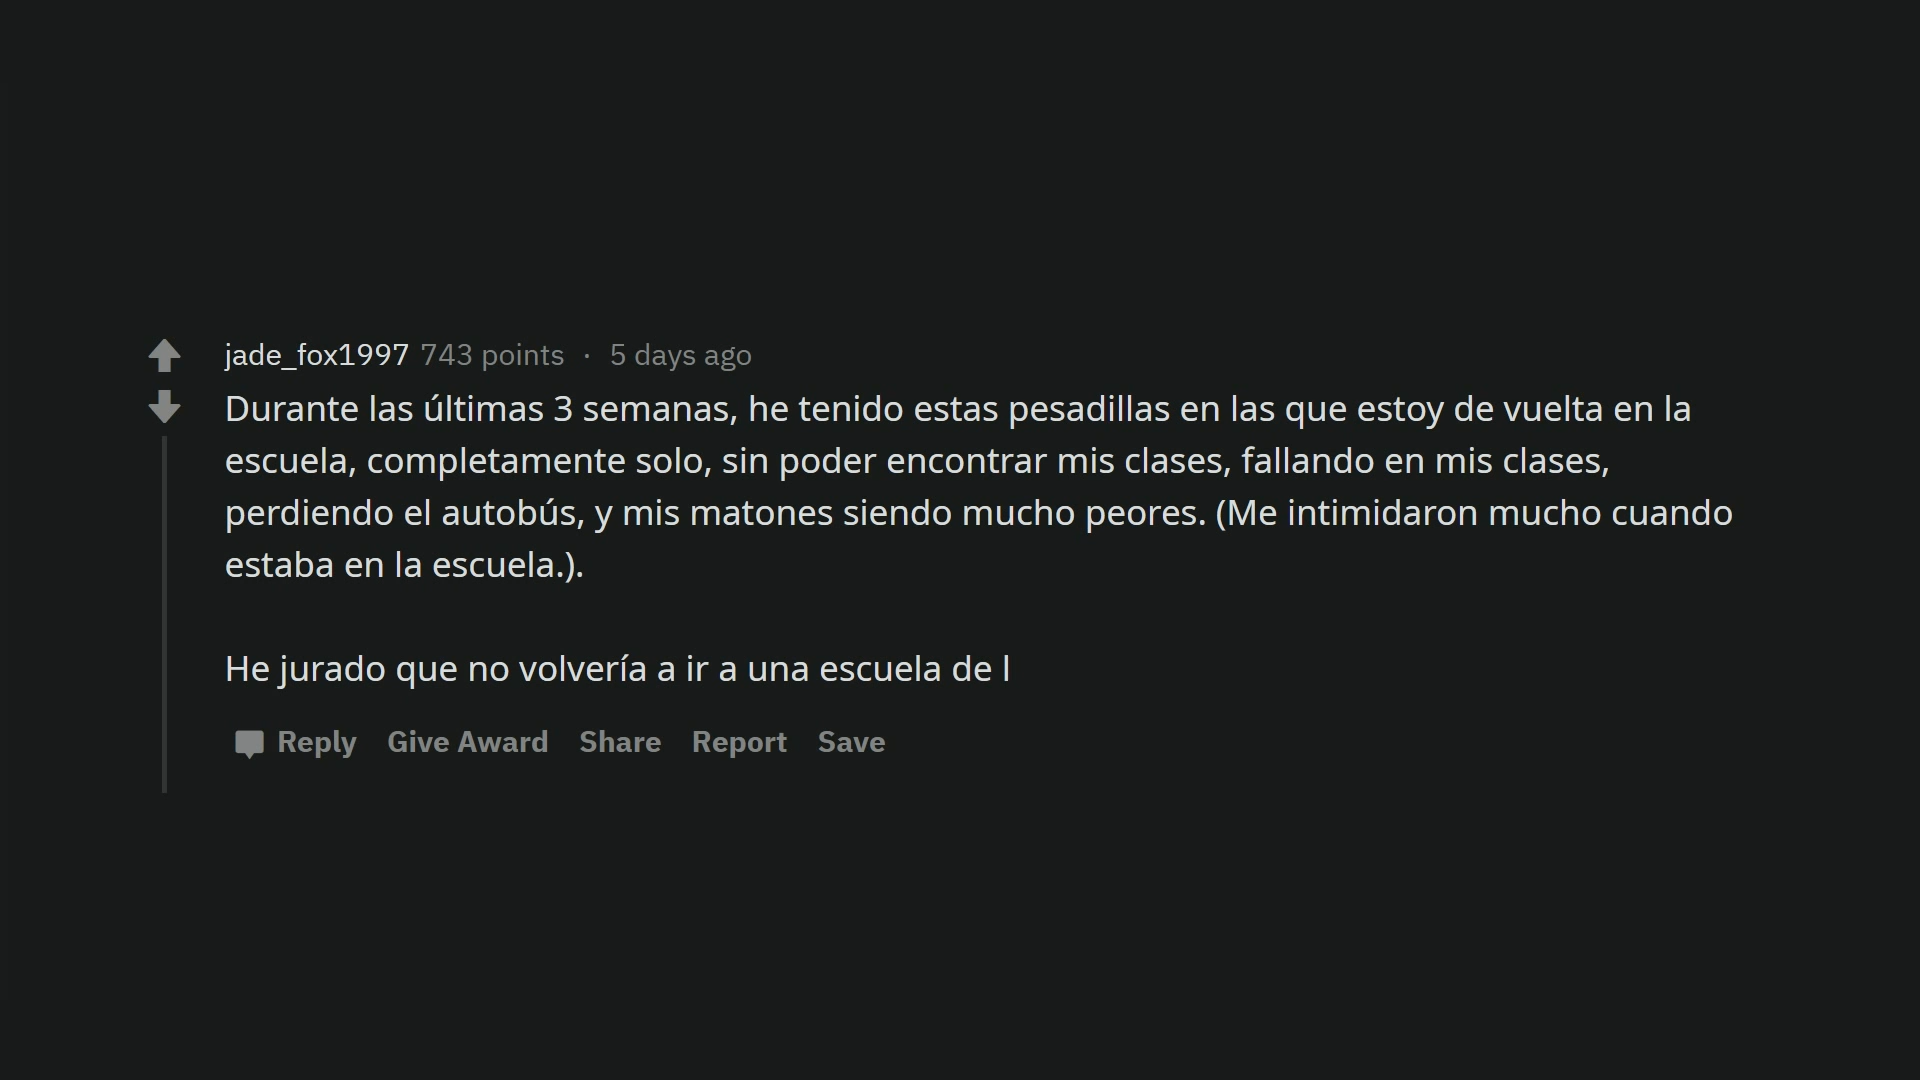 jade_fox1997 743 points · 5 days ago
Durante las últimas 3 semanas, he tenido estas pesadillas en las que estoy de vuelta en la
escuela, completamente solo, sin poder encontrar mis clases, fallando en mis clases,
perdiendo el autobús, y mis matones siendo mucho peores. (Me intimidaron mucho cuando
estaba en la escuela.).
He jurado que no volvería a ir a una escuela de l
Reply Give Award Share Report Save